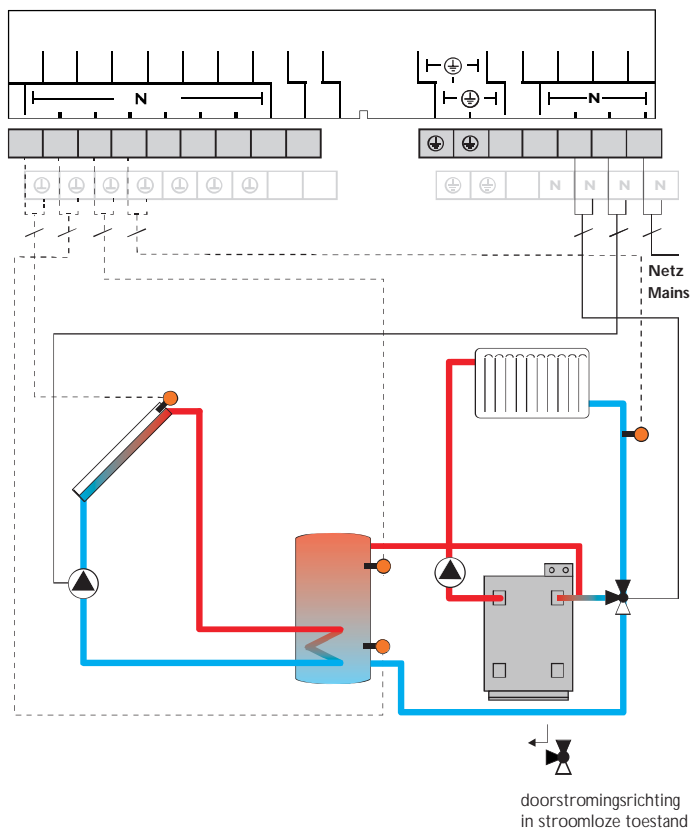 N N
N N N N
Netz
Mains
doorstromingsrichting
in stroomloze toestand